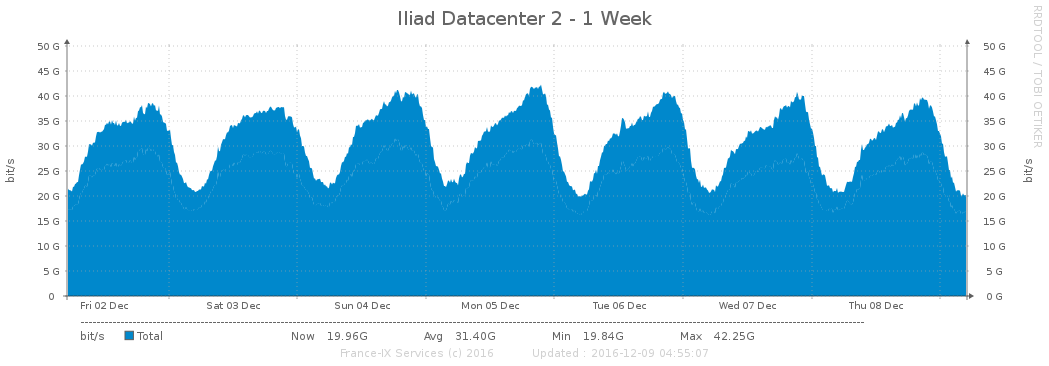 Iliad Datacenter 2 - 1 Week
RRDTOOL / TOBI OETIKER
50 G 50 G
45 G 45 G
40 G 40 G
35 G 35 G
30 G 30 G
25 G 25 G
20 G 20 G
15 G 15 G
10 G 10 G
5 G 5 G
0 0 G
bit/s
bit/s
Fri 02 Dec Sat 03 Dec Sun 04 Dec Mon 05 Dec Tue 06 Dec Wed 07 Dec Thu 08 Dec
bit/s Total Now 19.96G Avg 31.40G Min 19.84G Max 42.25G
France-IX Services (c) 2016 Updated : 2016-12-09 04:55:07